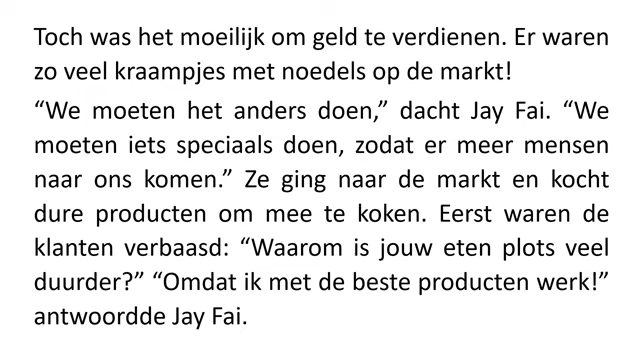 Toch was het moeilijk om geld te verdienen. Er waren
zo veel kraampjes met noedels op de markt!
“We moeten het anders doen,” dacht Jay Fai. “We
moeten iets speciaals doen, zodat er meer mensen
naar ons komen.” Ze ging naar de markt en kocht
dure producten om mee te koken. Eerst waren de
klanten verbaasd: “Waarom is jouw eten plots veel
duurder?” “Omdat ik met de beste producten werk!”
antwoordde Jay Fai.